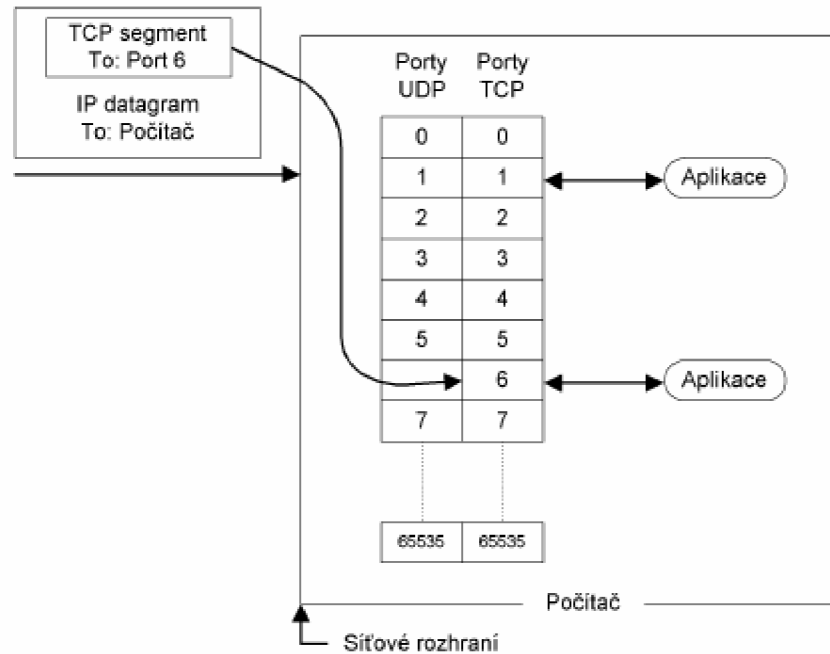 TCP segment
To: Port 6
IP datagram
To: Počítač
Porty UDP
Porty TCP
0 0
1 1
Aplikace
2 2
3 3
4 4
5 5
6
Aplikace
7 7
65535 65535
Počítač
Síťové rozhraní